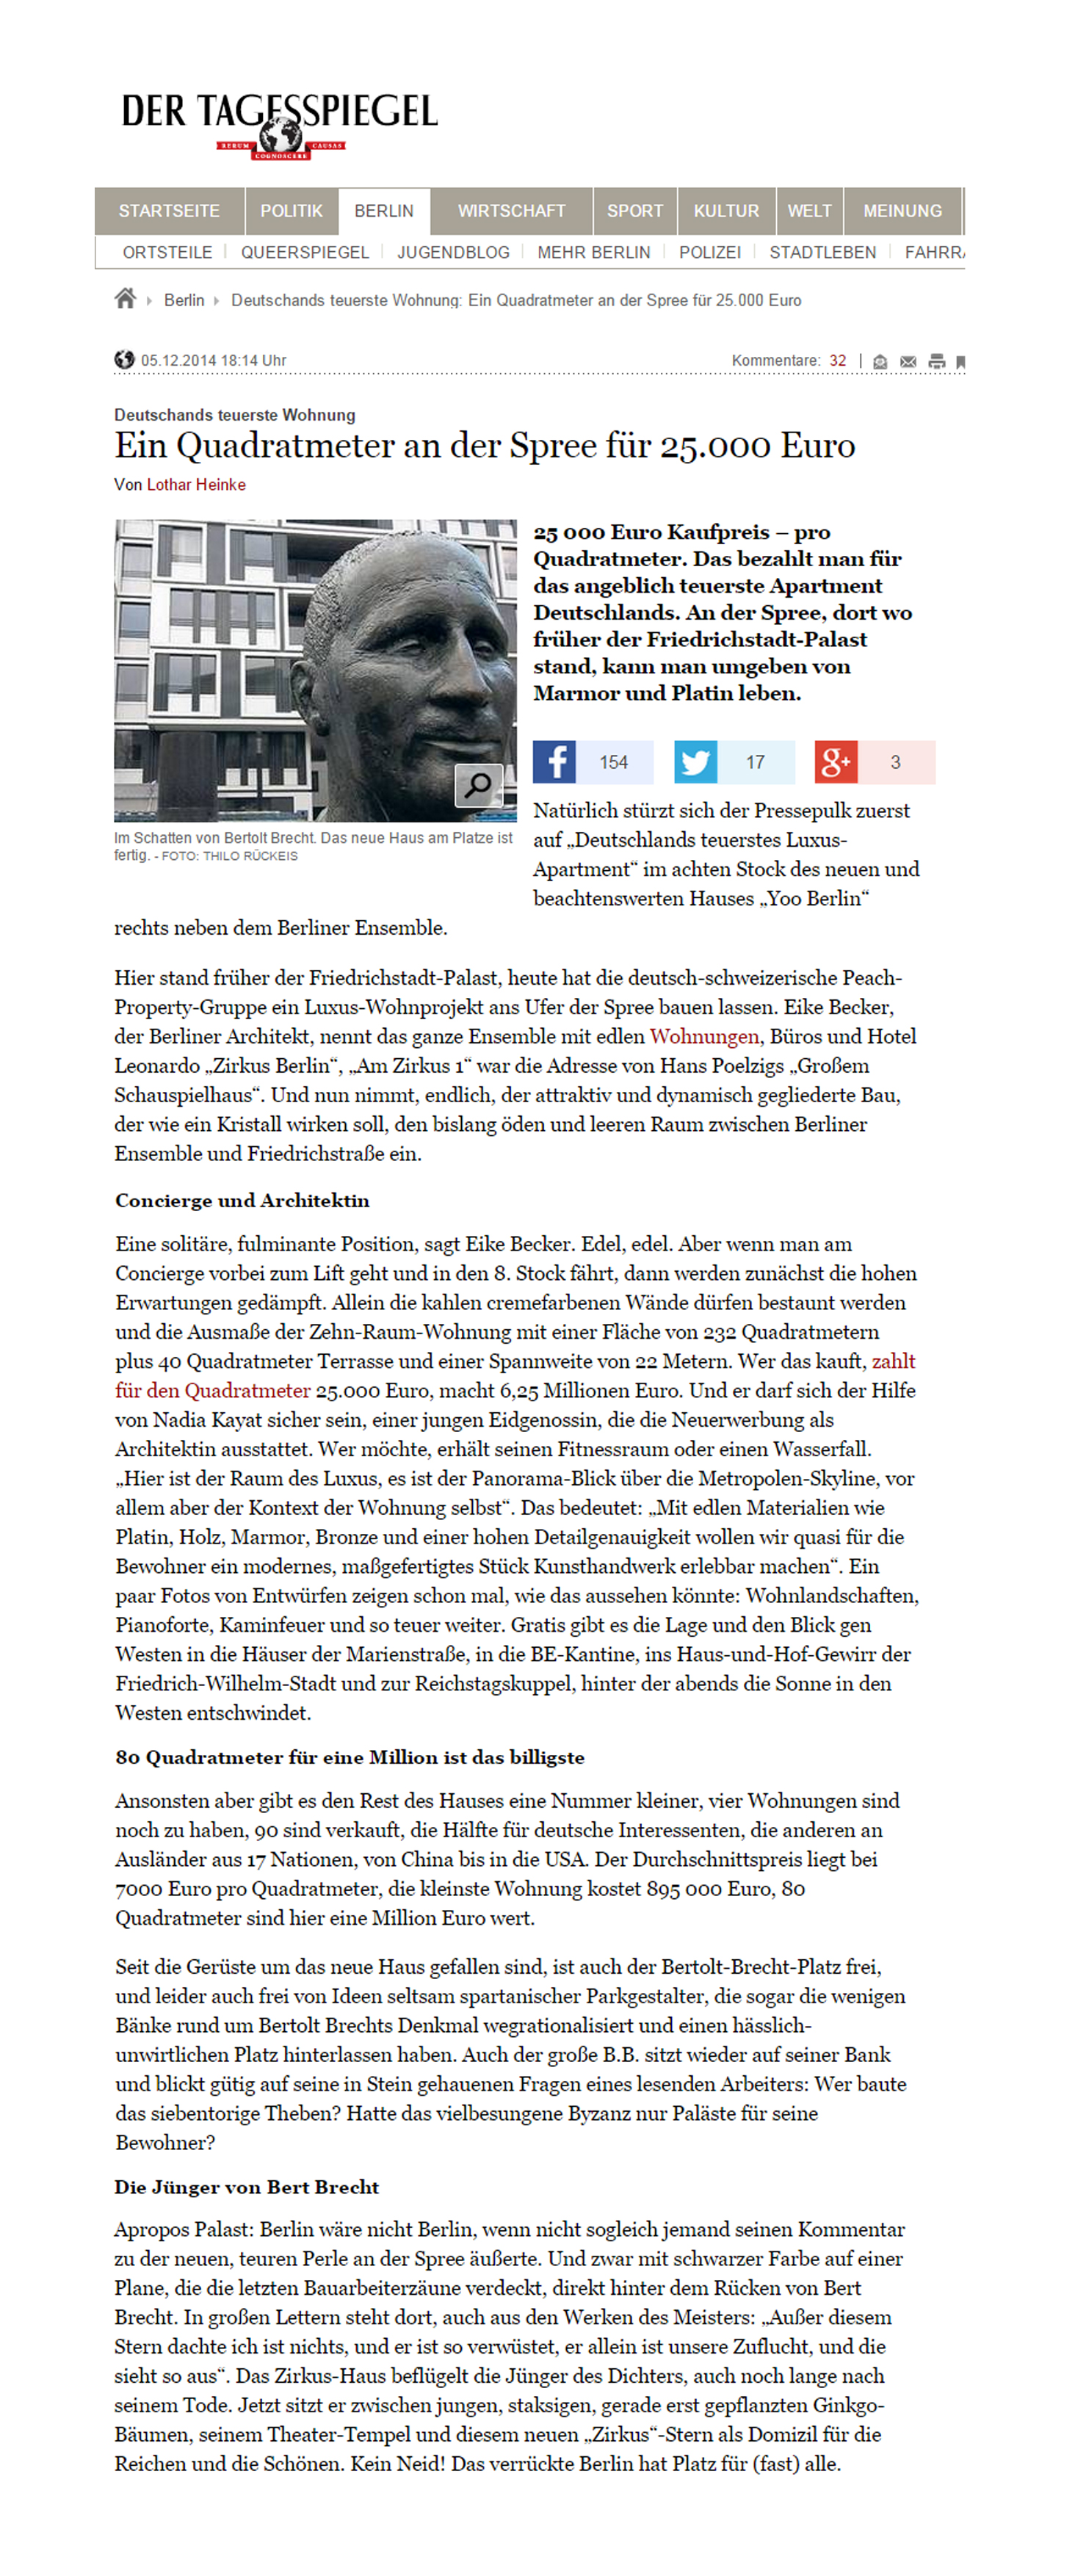 DER TAGESSPIEGEL
RERUM CAUSAS
COGNOSCERE
STARTSEITE POLITIK BERLIN WIRTSCHAFT SPORT KULTUR WELT MEINUNG
ORTSTEILE QUEERSPIEGEL JUGENDBLOG MEHR BERLIN POLIZEI STADTLEBEN FAHRRA
Berlin Deutschands teuerste Wohnung: Ein Quadratmeter an der Spree für 25.000 Euro
05.12.2014 18:14 Uhr Kommentare: 32 |
Deutschands teuerste Wohnung
Ein Quadratmeter an der Spree für 25.000 Euro
Von Lothar Heinke
25 000 Euro Kaufpreis – pro
Quadratmeter. Das bezahlt man für
das angeblich teuerste Apartment
Deutschlands. An der Spree, dort wo
früher der Friedrichstadt-Palast
stand, kann man umgeben von
Marmor und Platin leben.
f 154 17 g+ 3
Im Schatten von Bertolt Brecht. Das neue Haus am Platze ist
fertig. - FOTO: THILO RÜCKEIS
Natürlich stürzt sich der Pressepulk zuerst
auf „Deutschlands teuerstes Luxus-
Apartment“ im achten Stock des neuen und
beachtenswerten Hauses „Yoo Berlin“
rechts neben dem Berliner Ensemble.
Hier stand früher der Friedrichstadt-Palast, heute hat die deutsch-schweizerische Peach-
Property-Gruppe ein Luxus-Wohnprojekt ans Ufer der Spree bauen lassen. Eike Becker,
der Berliner Architekt, nennt das ganze Ensemble mit edlen Wohnungen, Büros und Hotel
Leonardo „Zirkus Berlin“, „Am Zirkus 1“ war die Adresse von Hans Poelzigs „Großem
Schauspielhaus“. Und nun nimmt, endlich, der attraktiv und dynamisch gegliederte Bau,
der wie ein Kristall wirken soll, den bislang öden und leeren Raum zwischen Berliner
Ensemble und Friedrichstraße ein.
Concierge und Architektin
Eine solitäre, fulminante Position, sagt Eike Becker. Edel, edel. Aber wenn man am
Concierge vorbei zum Lift geht und in den 8. Stock fährt, dann werden zunächst die hohen
Erwartungen gedämpft. Allein die kahlen cremefarbenen Wände dürfen bestaunt werden
und die Ausmaße der Zehn-Raum-Wohnung mit einer Fläche von 232 Quadratmetern
plus 40 Quadratmeter Terrasse und einer Spannweite von 22 Metern. Wer das kauft, zahlt
für den Quadratmeter 25.000 Euro, macht 6,25 Millionen Euro. Und er darf sich der Hilfe
von Nadia Kayat sicher sein, einer jungen Eidgenossin, die die Neuerwerbung als
Architektin ausstattet. Wer möchte, erhält seinen Fitnessraum oder einen Wasserfall.
„Hier ist der Raum des Luxus, es ist der Panorama-Blick über die Metropolen-Skyline, vor
allem aber der Kontext der Wohnung selbst“. Das bedeutet: „Mit edlen Materialien wie
Platin, Holz, Marmor, Bronze und einer hohen Detailgenauigkeit wollen wir quasi für die
Bewohner ein modernes, maßgefertigtes Stück Kunsthandwerk erlebbar machen“. Ein
paar Fotos von Entwürfen zeigen schon mal, wie das aussehen könnte: Wohnlandschaften,
Pianoforte, Kaminfeuer und so teuer weiter. Gratis gibt es die Lage und den Blick gen
Westen in die Häuser der Marienstraße, in die BE-Kantine, ins Haus-und-Hof-Gewirr der
Friedrich-Wilhelm-Stadt und zur Reichstagskuppel, hinter der abends die Sonne in den
Westen entschwindet.
80 Quadratmeter für eine Million ist das billigste
Ansonsten aber gibt es den Rest des Hauses eine Nummer kleiner, vier Wohnungen sind
noch zu haben, 90 sind verkauft, die Hälfte für deutsche Interessenten, die anderen an
Ausländer aus 17 Nationen, von China bis in die USA. Der Durchschnittspreis liegt bei
7000 Euro pro Quadratmeter, die kleinste Wohnung kostet 895 000 Euro, 80
Quadratmeter sind hier eine Million Euro wert.
Seit die Gerüste um das neue Haus gefallen sind, ist auch der Bertolt-Brecht-Platz frei,
und leider auch frei von Ideen seltsam spartanischer Parkgestalter, die sogar die wenigen
Bänke rund um Bertolt Brechts Denkmal wegrationalisiert und einen hässlich-
unwirtlichen Platz hinterlassen haben. Auch der große B.B. sitzt wieder auf seiner Bank
und blickt gütig auf seine in Stein gehauenen Fragen eines lesenden Arbeiters: Wer baute
das siebentorige Theben? Hatte das vielbesungene Byzanz nur Paläste für seine
Bewohner?
Die Jünger von Bert Brecht
Apropos Palast: Berlin wäre nicht Berlin, wenn nicht sogleich jemand seinen Kommentar
zu der neuen, teuren Perle an der Spree äußerte. Und zwar mit schwarzer Farbe auf einer
Plane, die die letzten Bauarbeiterzäune verdeckt, direkt hinter dem Rücken von Bert
Brecht. In großen Lettern steht dort, auch aus den Werken des Meisters: „Außer diesem
Stern dachte ich ist nichts, und er ist so verwüstet, er allein ist unsere Zuflucht, und die
sieht so aus“. Das Zirkus-Haus beflügelt die Jünger des Dichters, auch noch lange nach
seinem Tode. Jetzt sitzt er zwischen jungen, staksigen, gerade erst gepflanzten Ginkgo-
Bäumen, seinem Theater-Tempel und diesem neuen „Zirkus“-Stern als Domizil für die
Reichen und die Schönen. Kein Neid! Das verrückte Berlin hat Platz für (fast) alle.